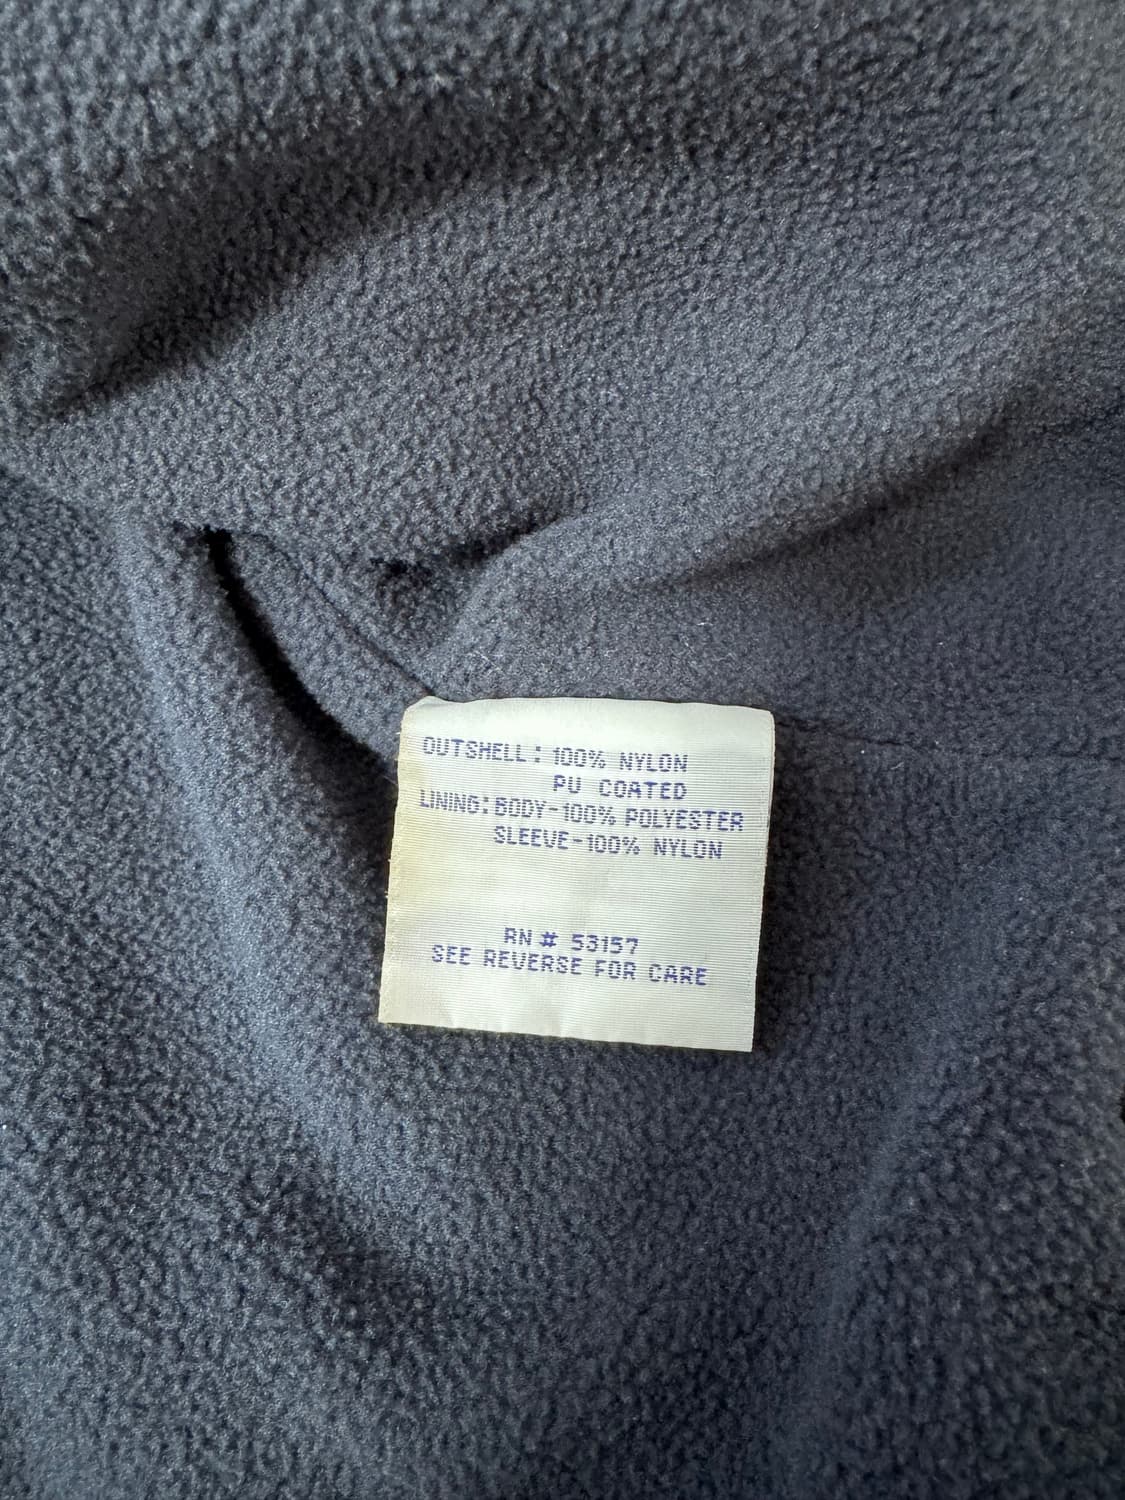 OUTSHELL: 100% NYLON
PU COATED
LINING: BODY-100% POLYESTER
SLEEVE-100% NYLON
RN # 53157
SEE REVERSE FOR CARE